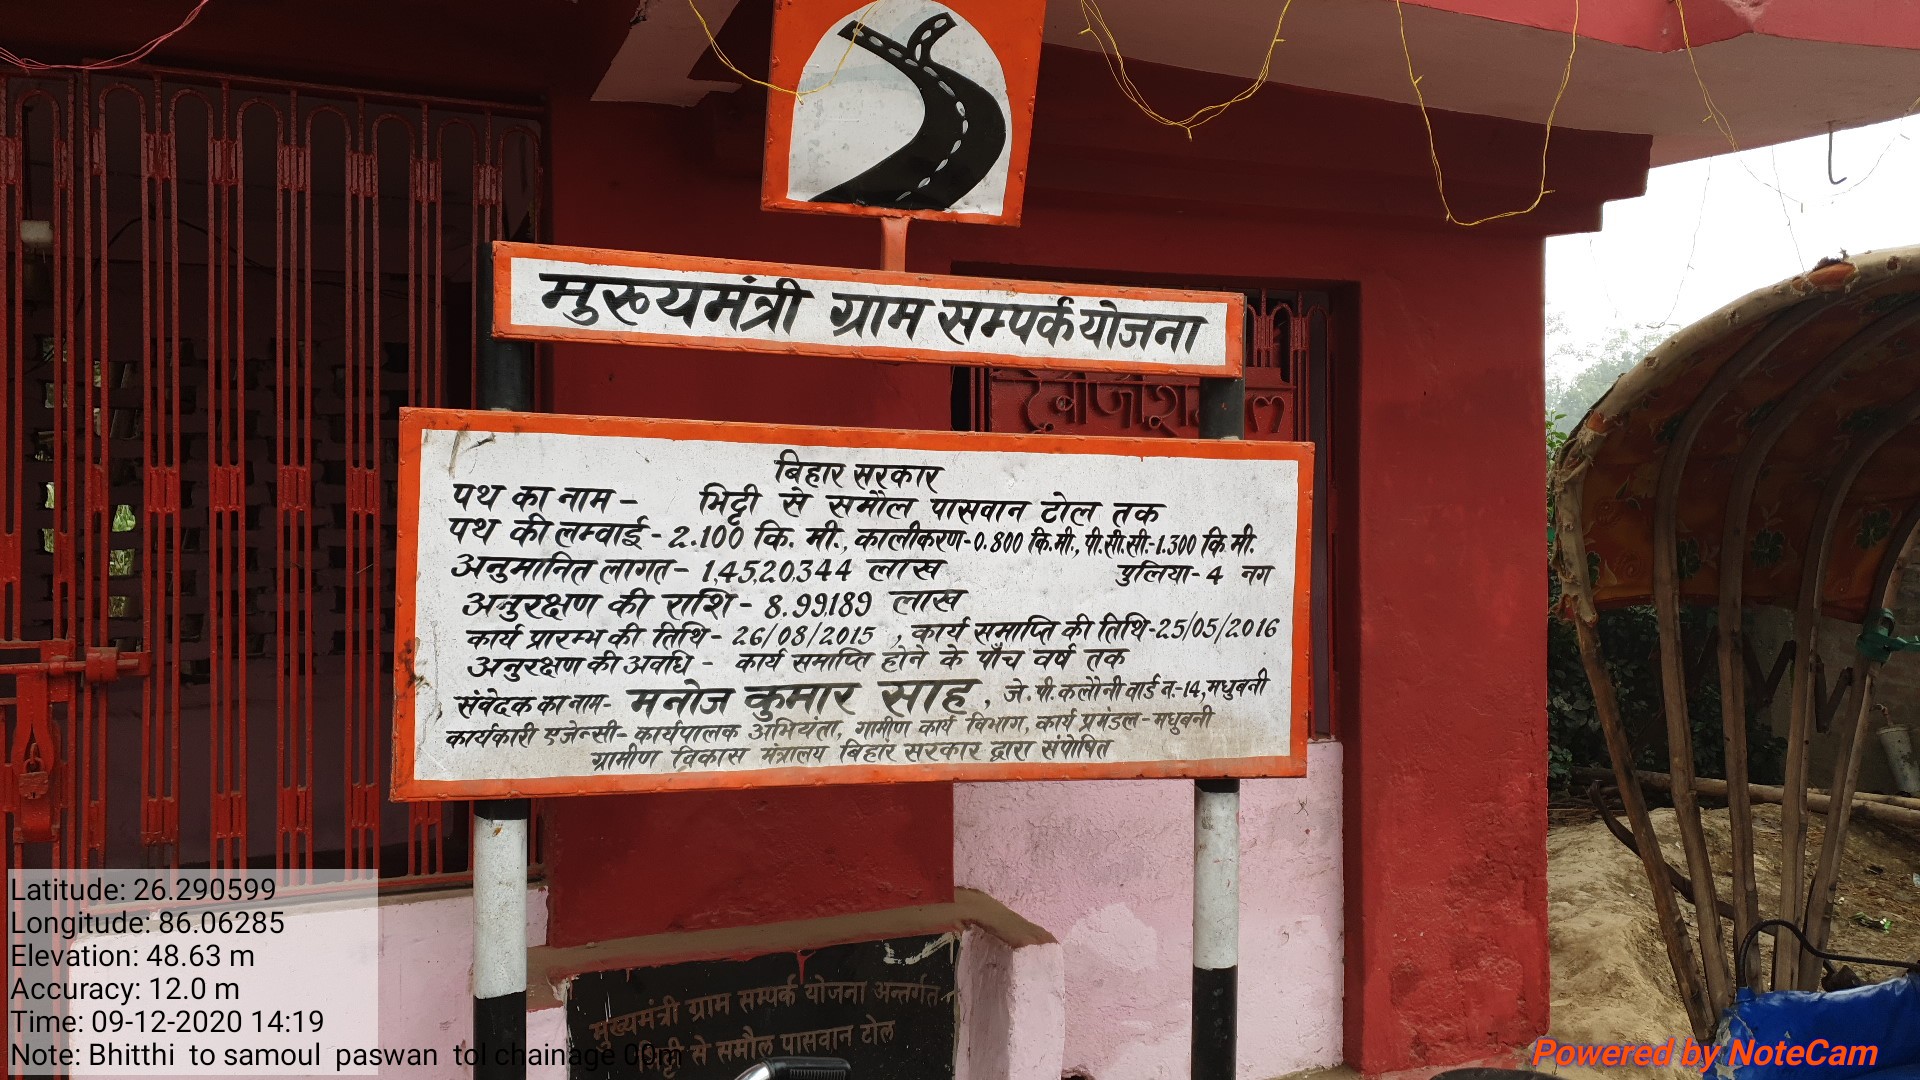 मुख्यमंत्री ग्राम सम्पर्क योजना
बिहार सरकार
पथ का नाम - भिट्टी से समौल पासवान टोल तक
पथ की लम्वाई - 2.100 कि. मी., कालीकरण-0.800 कि.मी., पी.सी.सी.-1.300 कि.मी.
अनुमानित लागत - 1,45,20,344 लाख पुलिया- 4 नग
अनुरक्षण की राशि - 8.99,189 लाख
कार्य प्रारम्भ की तिथि - 26/08/2015 , कार्य समाप्ति की तिथि-25/05/2016
अनुरक्षण की अवधि - कार्य समाप्ति होने के पाँच वर्ष तक
संवेदक का नाम- मनोज कुमार साह, जे.पी.कलौनी वार्ड न.-14,मधुबनी
कार्यकारी एजेन्सी- कार्यपालक अभियंता, गामीण कार्य विभाग, कार्य प्रमंडल-मधुबनी
ग्रामीण विकास मंत्रालय बिहार सरकार द्वारा संपोषित
मुख्यमंत्री ग्राम सम्पर्क योजना अन्तर्गत
से समौल पासवान टोल
Latitude: 26.290599
Longitude: 86.06285
Elevation: 48.63 m
Accuracy: 12.0 m
Time: 09-12-2020 14:19
Note: Bhitthi to samoul paswan tol chainage 00m
Powered by NoteCam